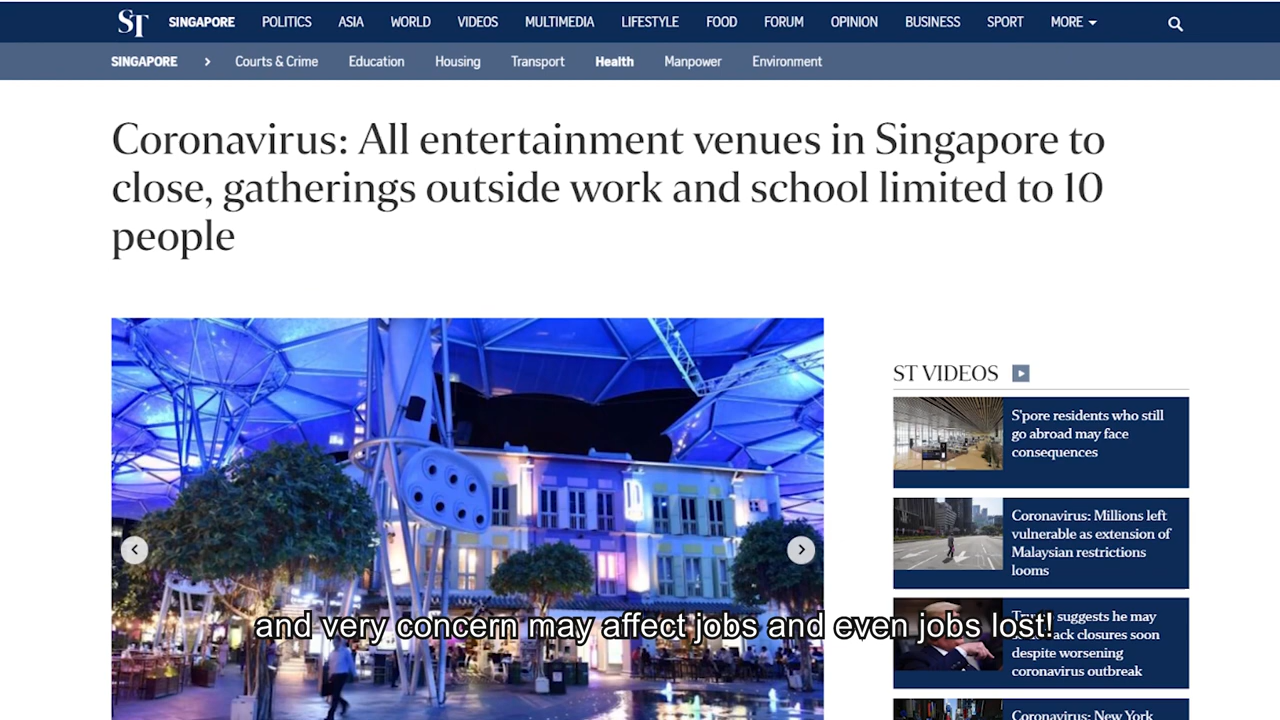 ST SINGAPORE POLITICS ASIA WORLD VIDEOS MULTIMEDIA LIFESTYLE FOOD FORUM OPINION BUSINESS SPORT MORE
SINGAPORE Courts & Crime Education Housing Transport Health Manpower Environment
Coronavirus: All entertainment venues in Singapore to
close, gatherings outside work and school limited to 10
people
ST VIDEOS
S'pore residents who still
go abroad may face
consequences
Coronavirus: Millions left
vulnerable as extension of
Malaysian restrictions
looms
suggests he may
closures soon
despite worsening
coronavirus outbreak
Coronavirus: New York
and very concern may affect jobs and even jobs lost!